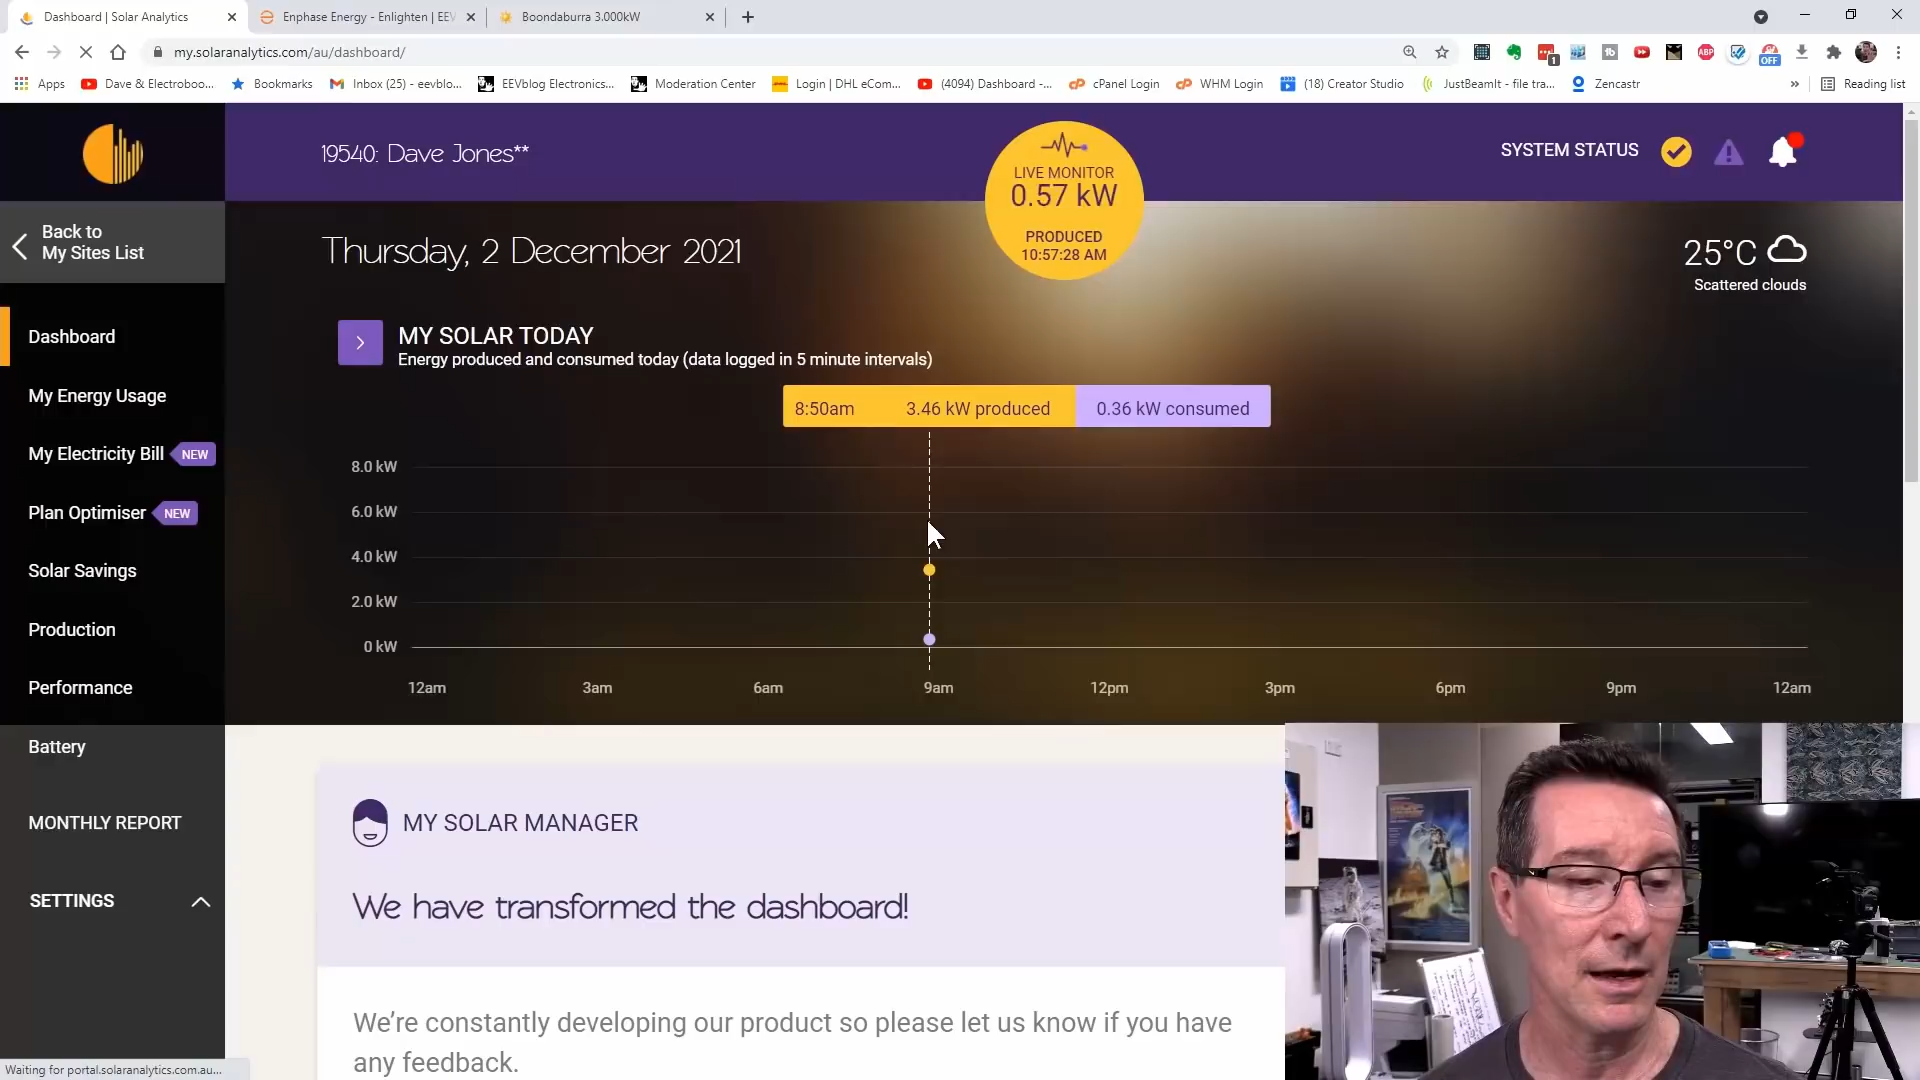 Dashboard | Solar Analytics
Enphase Energy - Enlighten | EEV
Boondaburra 3.000kW
my.solaranalytics.com/au/dashboard/
1
OFF
Apps
Dave & Electroboo...
Bookmarks
Inbox (25) - eevblo...
EEVblog Electronics...
Moderation Center
Login | DHL eCom...
(4094) Dashboard -...
cPanel Login
WHM Login
(18) Creator Studio
JustBeamIt - file tra...
Zencastr
»
Reading list
19540: Dave Jones**
LIVE MONITOR
0.57 kW
PRODUCED
10:57:28 AM
SYSTEM STATUS
Back to
My Sites List
Thursday, 2 December 2021
25°C
Scattered clouds
Dashboard
My Energy Usage
My Electricity Bill NEW
Plan Optimiser NEW
Solar Savings
Production
Performance
Battery
MONTHLY REPORT
SETTINGS
MY SOLAR TODAY
Energy produced and consumed today (data logged in 5 minute intervals)
8:50am 3.46 kW produced 0.36 kW consumed
8.0 kW
6.0 kW
4.0 kW
2.0 kW
0 kW
12am 3am 6am 9am 12pm 3pm 6pm 9pm 12am
MY SOLAR MANAGER
We have transformed the dashboard!
We're constantly developing our product so please let us know if you have
any feedback.
Waiting for portal.solaranalytics.com.au...